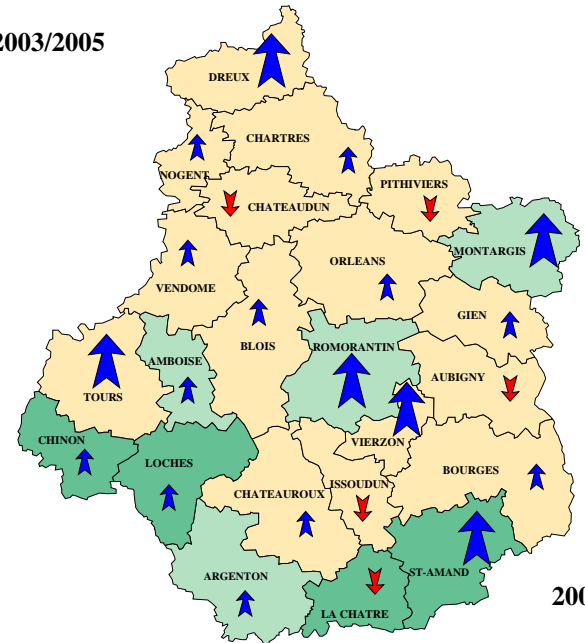 2003/2005
DREUX
CHARTRES
NOGENT
PITHIVIERS
CHATEAUDUN
MONTARGIS
ORLEANS
VENDOME
GIEN
BLOIS
ROMORANTIN
AMBOISE
AUBIGNY
TOURS
CHINON
VIERZON
LOCHES
BOURGES
ISSOUDUN
CHATEAUROUX
ARGENTON
ST-AMAND
LA CHATRE